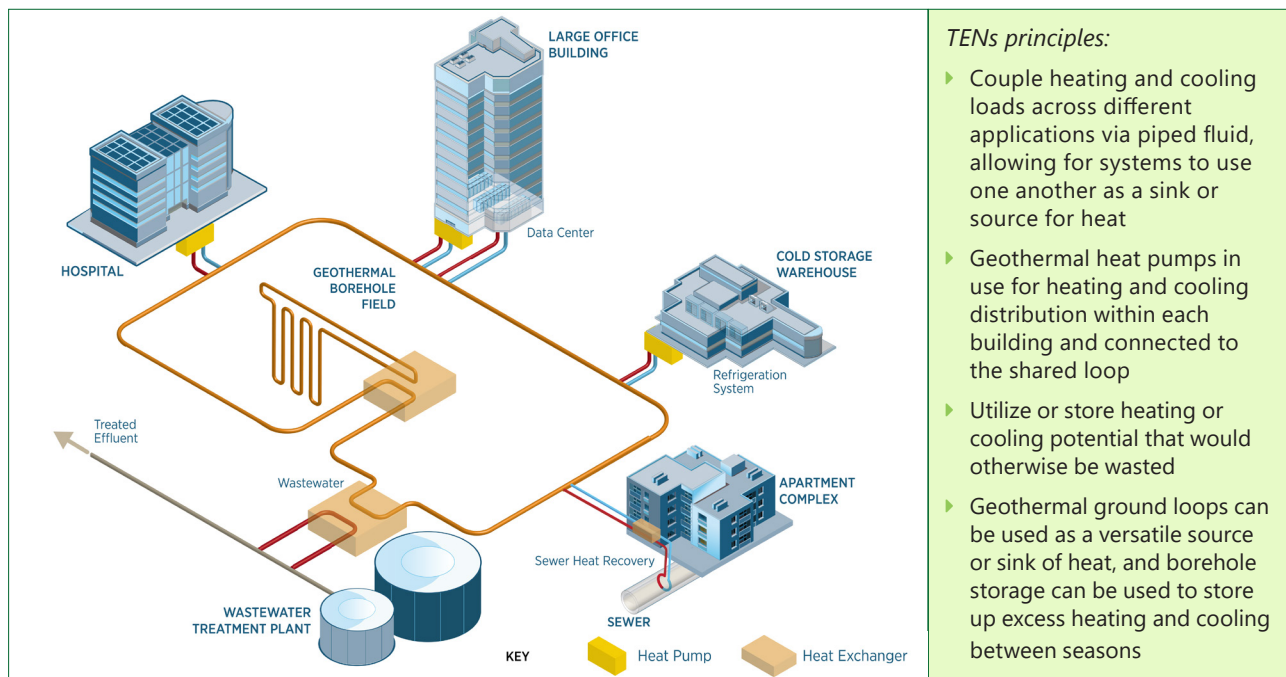 LARGE OFFICE
BUILDING
Data Center
HOSPITAL
GEOTHERMAL
BOREHOLE
FIELD
COLD STORAGE
WAREHOUSE
Refrigeration
System
Treated
Effluent
Wastewater
APARTMENT
COMPLEX
Sewer Heat Recovery
SEWER
WASTEWATER
TREATMENT PLANT
KEY
Heat Pump
Heat Exchanger
TENs principles:
Couple heating and cooling
loads across different
applications via piped fluid,
allowing for systems to use
one another as a sink or
source for heat
Geothermal heat pumps in
use for heating and cooling
distribution within each
building and connected to
the shared loop
Utilize or store heating or
cooling potential that would
otherwise be wasted
Geothermal ground loops can
be used as a versatile source
or sink of heat, and borehole
storage can be used to store
up excess heating and cooling
between seasons